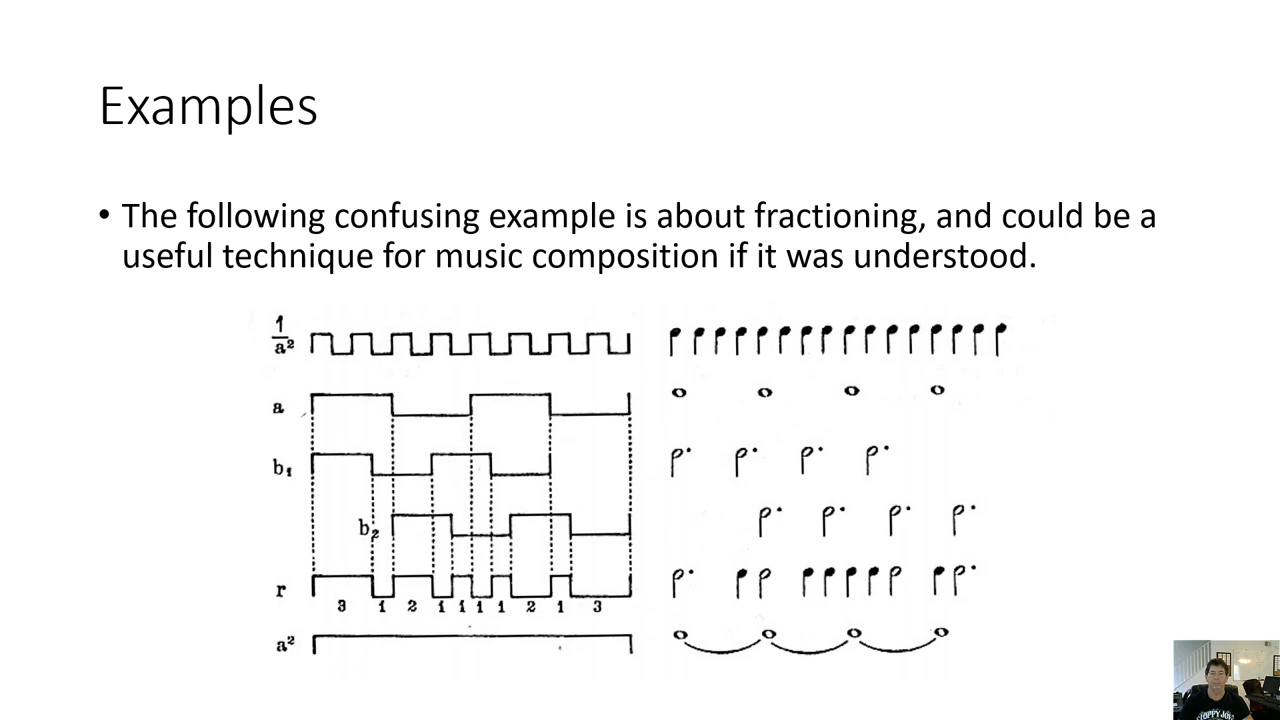 Examples
• The following confusing example is about fractioning, and could be a
useful technique for music composition if it was understood.
1
a²
a
b₁
b₂
r
3 1 2 1 1 1 1 2 1 3
a²